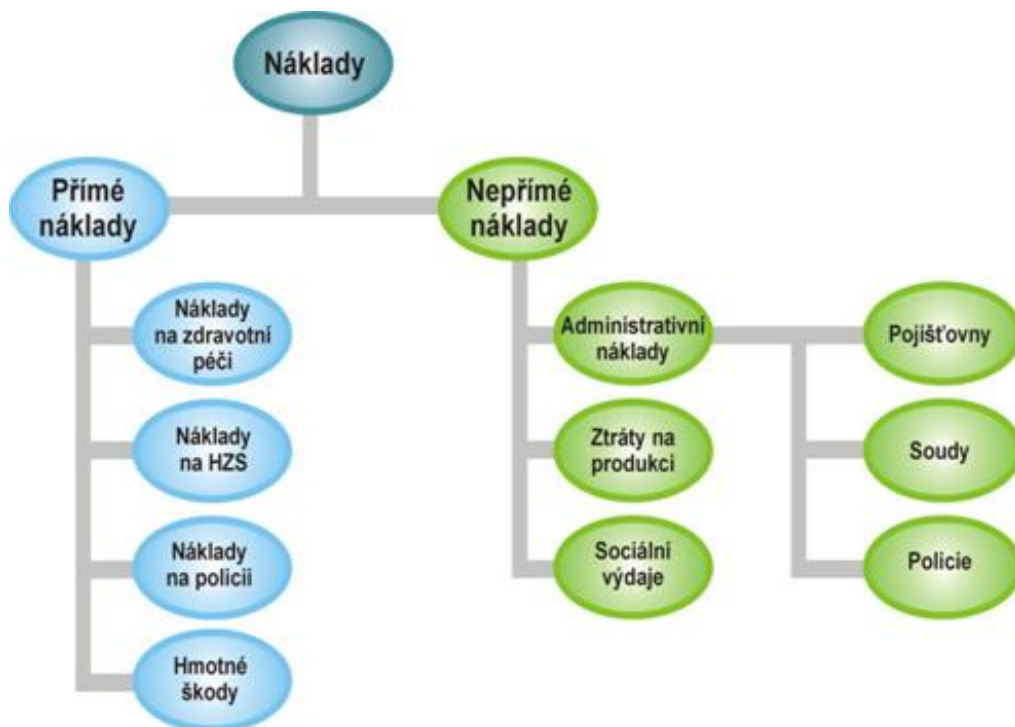 Náklady
Přímé
náklady
Nepřímé
náklady
Náklady
na zdravotní
péči
Náklady
na HZS
Náklady
na policii
Hmotné
škody
Administrativní
náklady
Ztráty na
produkci
Sociální
výdaje
Pojišťovny
Soudy
Policie